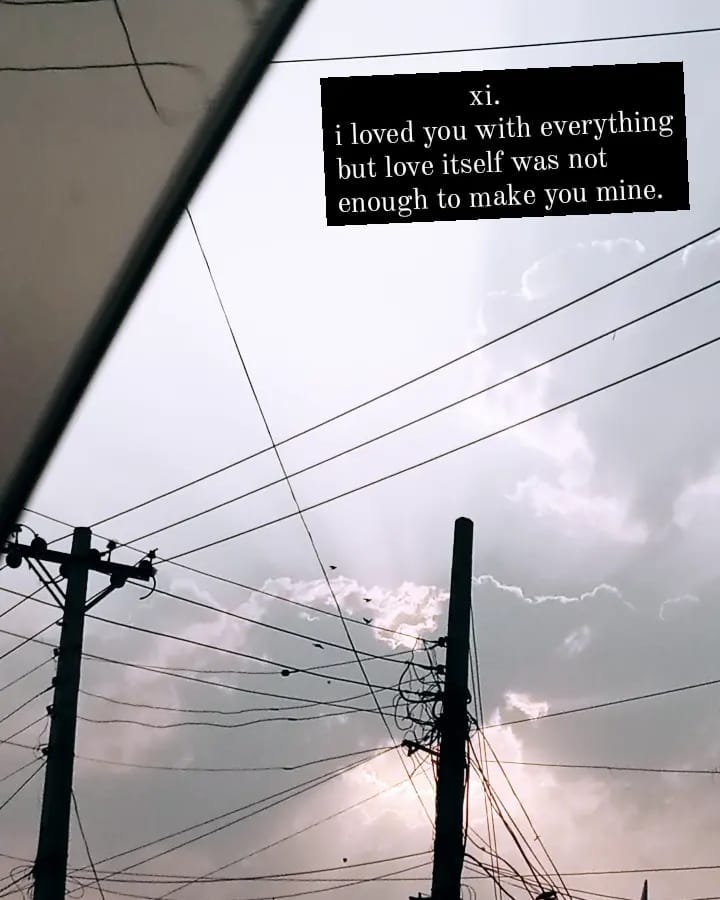 xi.
i loved you with everything
but love itself was not
enough to make you mine.